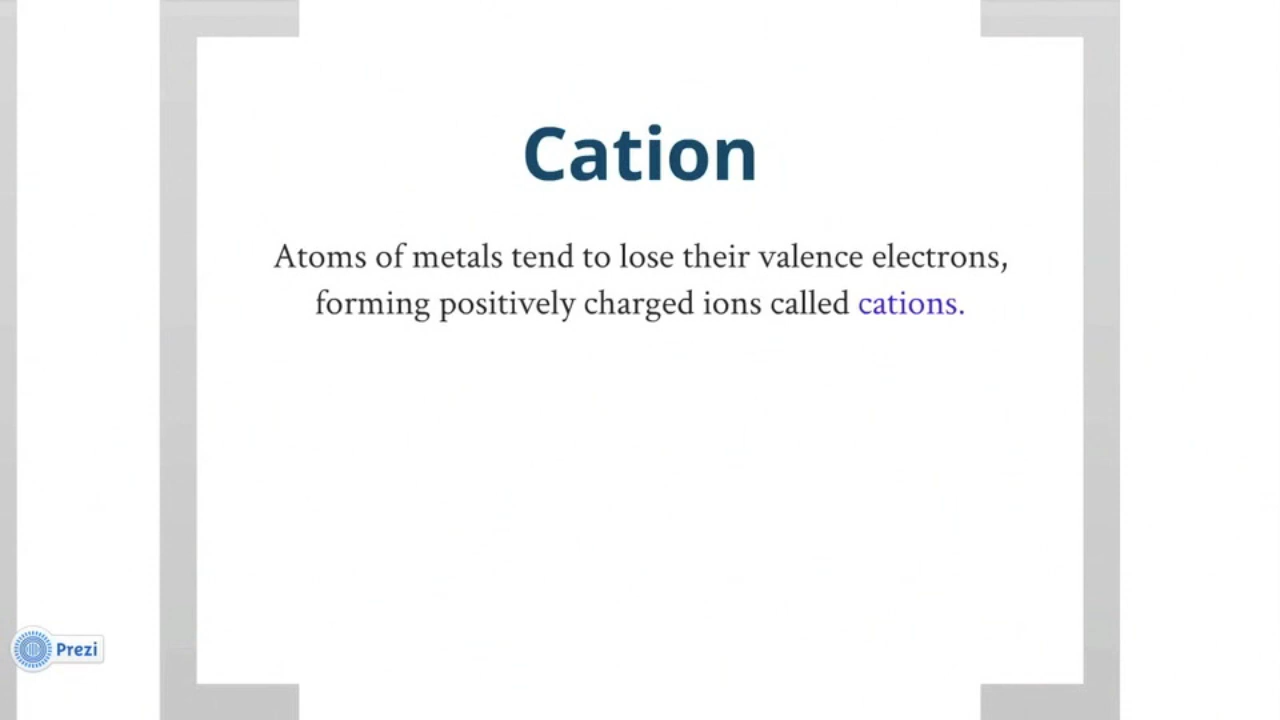 Cation
Atoms of metals tend to lose their valence electrons,
forming positively charged ions called cations.
Prezi